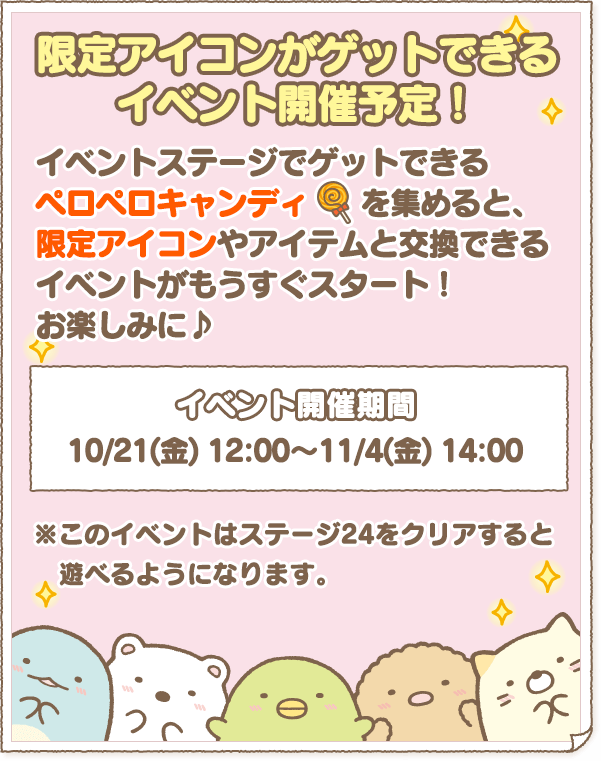 限定アイコンがゲットできる
イベント開催予定！
イベントステージでゲットできる
ペロペロキャンディを集めると、
限定アイコンやアイテムと交換できる
イベントがもうすぐスタート！
お楽しみに♪
イベント開催期間
10/21(金) 12:00～11/4(金) 14:00
※このイベントはステージ24をクリアすると
遊べるようになります。